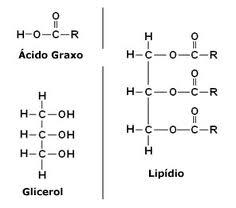 O
H—O—C—R
Ácido Graxo
H
H—C—OH
H—C—OH
H—C—OH
H
Glicerol
H O
H—C—O—C—R
O
H—C—O—C—R
O
H—C—O—C—R
H
Lipídio